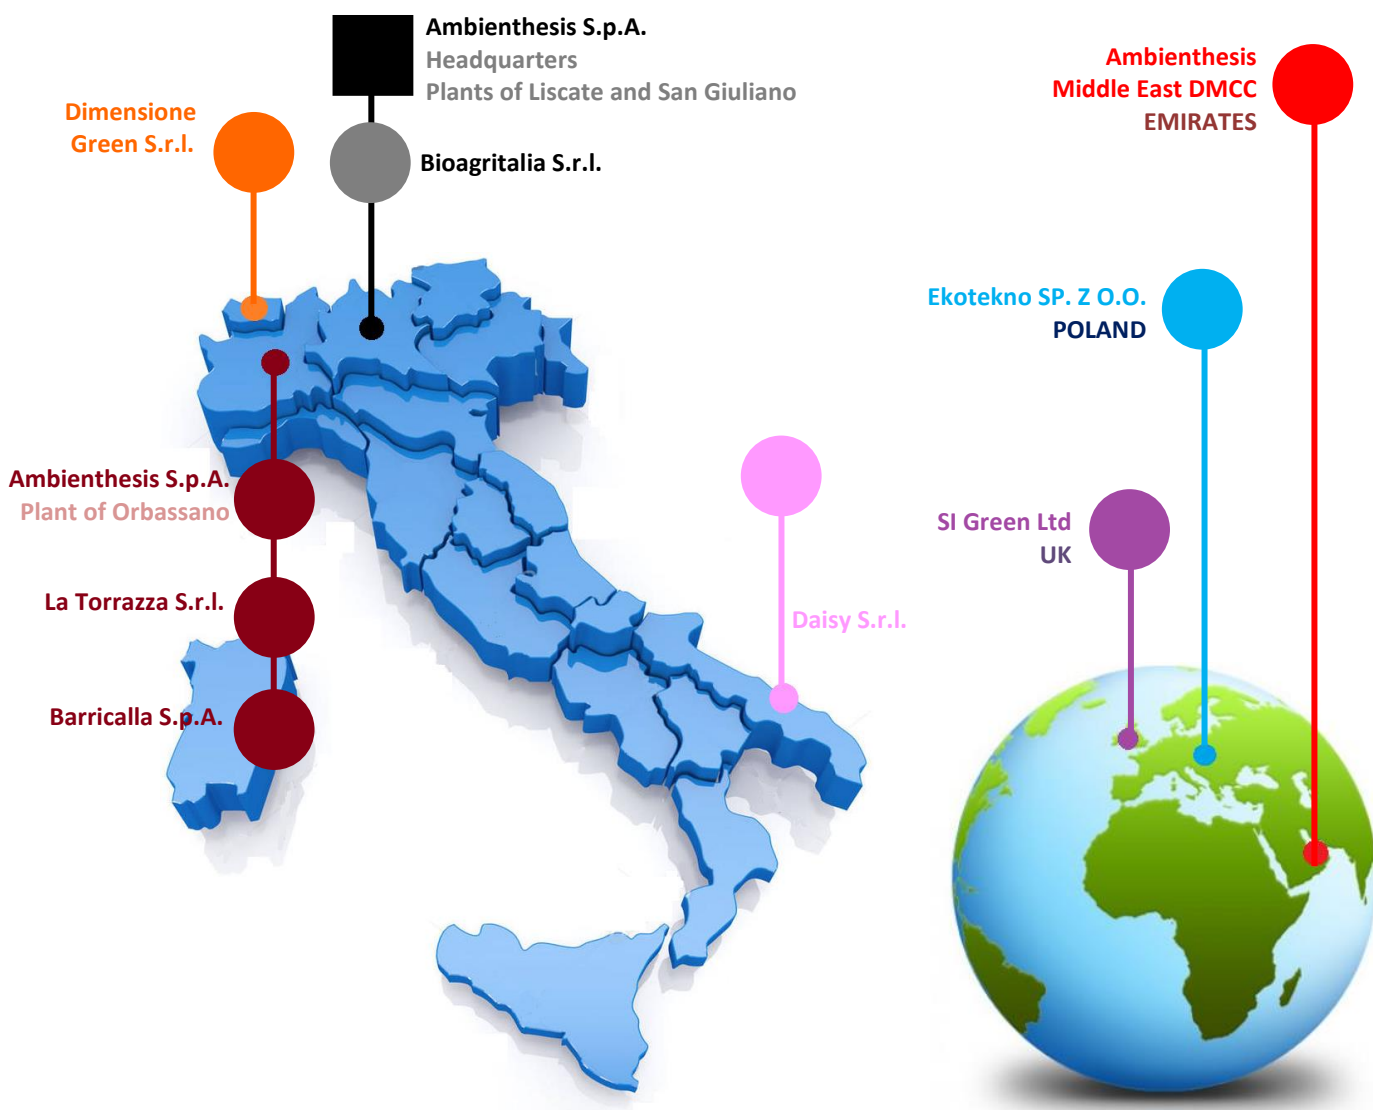 Ambienthesis S.p.A.
Headquarters
Plants of Liscate and San Giuliano
Dimensione
Green S.r.l.
Bioagritalia S.r.l.
Ambienthesis S.p.A.
Plant of Orbassano
La Torrazza S.r.l.
Barricalla S.p.A.
Daisy S.r.l.
Ambienthesis
Middle East DMCC
EMIRATES
Ekotekno SP. Z O.O.
POLAND
SI Green Ltd
UK